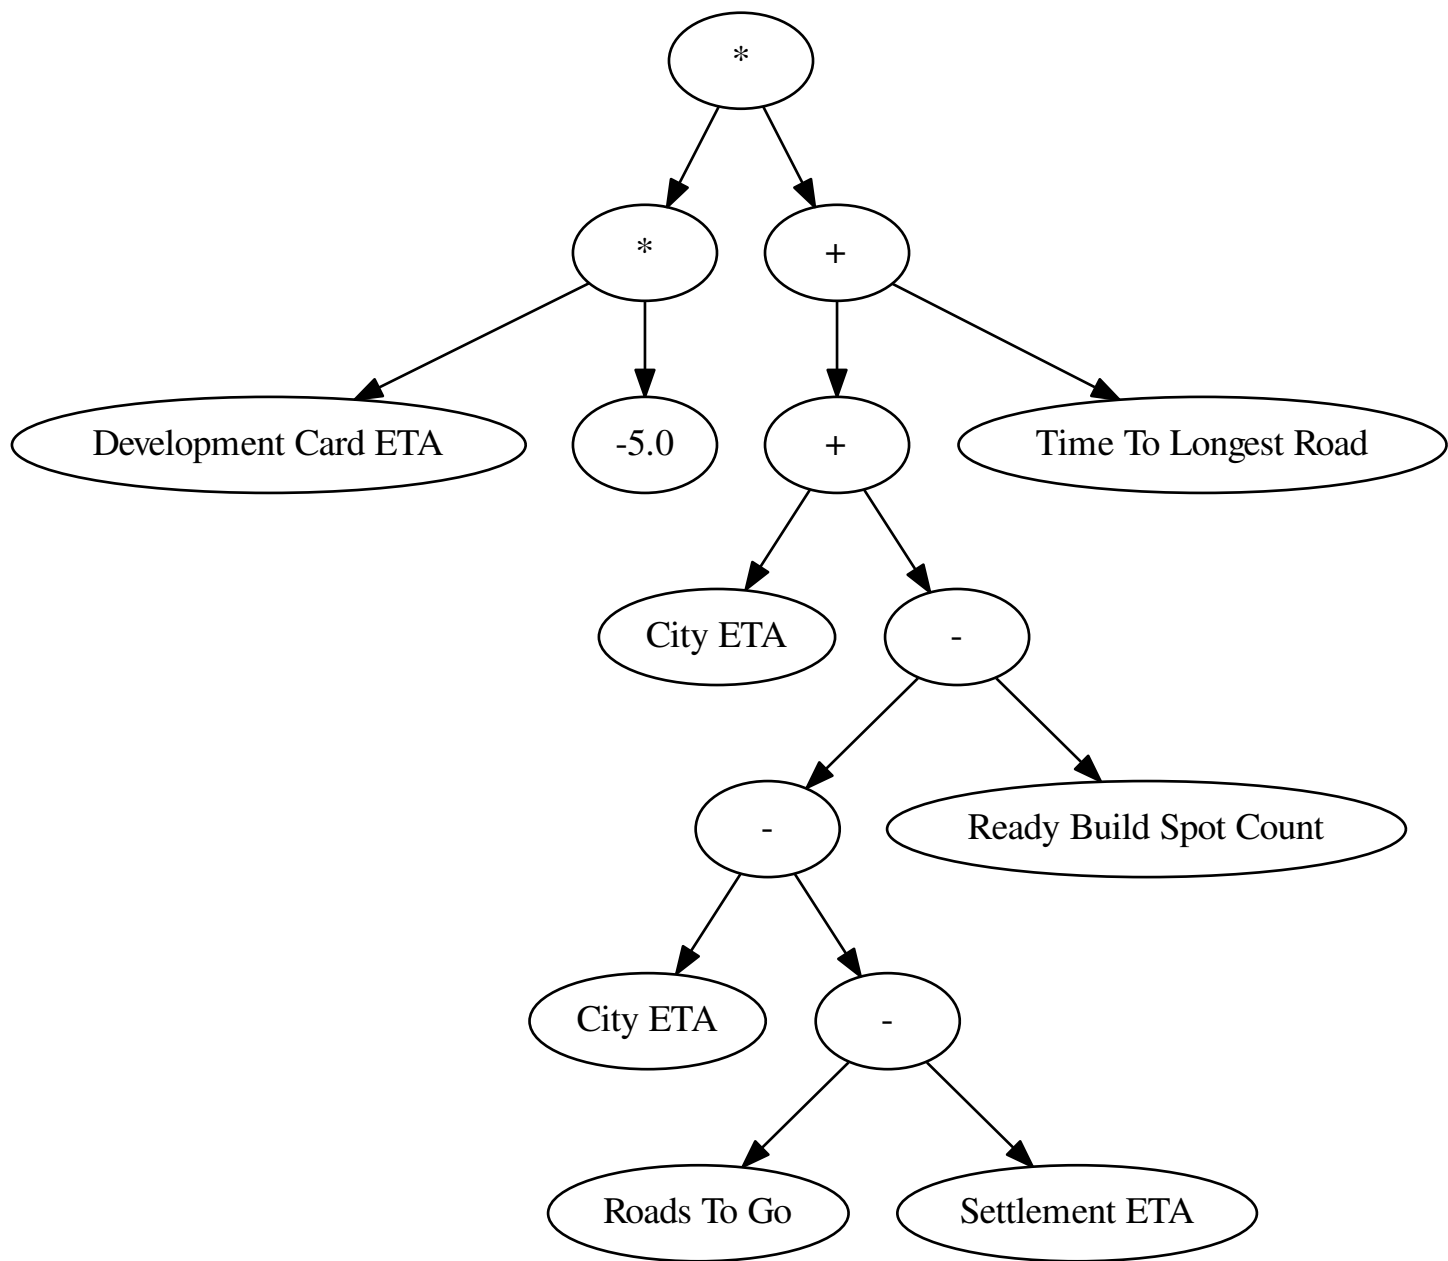 *
*
+
Development Card ETA
-5.0
+
Time To Longest Road
City ETA
-
-
Ready Build Spot Count
City ETA
-
Roads To Go
Settlement ETA